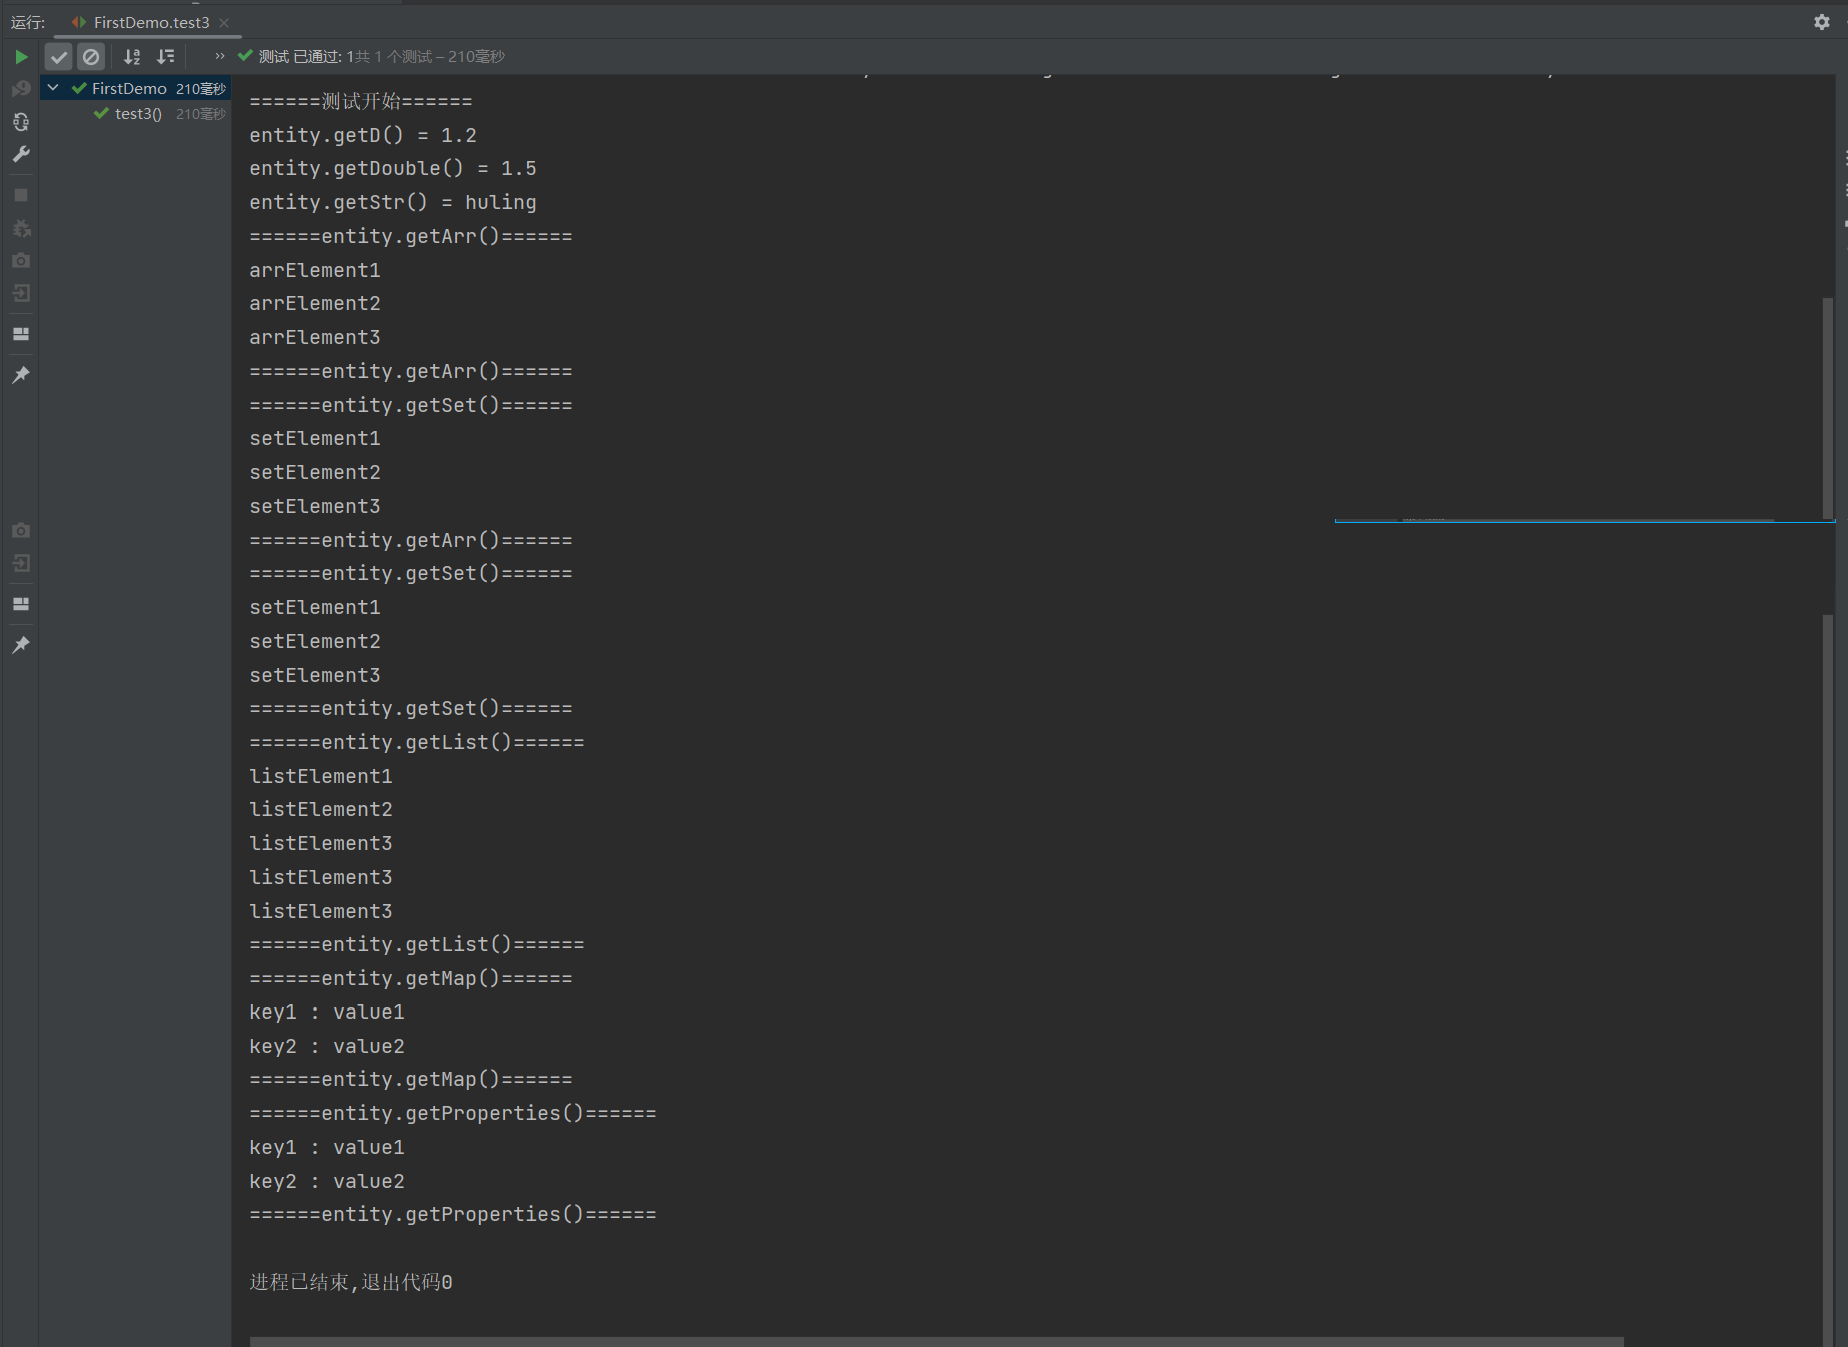 运行: FirstDemo.test3
测试 已通过: 1共 1 个测试 – 210毫秒
FirstDemo 210毫秒
test3() 210毫秒
======测试开始======
entity.getD() = 1.2
entity.getDouble() = 1.5
entity.getStr() = huling
======entity.getArr()======
arrElement1
arrElement2
arrElement3
======entity.getArr()======
======entity.getSet()======
setElement1
setElement2
setElement3
======entity.getArr()======
======entity.getSet()======
setElement1
setElement2
setElement3
======entity.getSet()======
======entity.getList()======
listElement1
listElement2
listElement3
listElement3
listElement3
======entity.getList()======
======entity.getMap()======
key1 : value1
key2 : value2
======entity.getMap()======
======entity.getProperties()======
key1 : value1
key2 : value2
======entity.getProperties()======
进程已结束,退出代码0